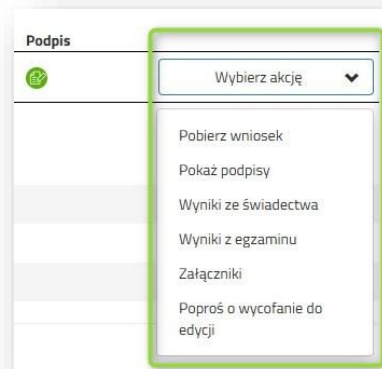 Podpis
Wybierz akcję
Pobierz wniosek
Pokaż podpisy
Wyniki ze świadectwa
Wyniki z egzaminu
Załączniki
Poproś o wycofanie do
edycji